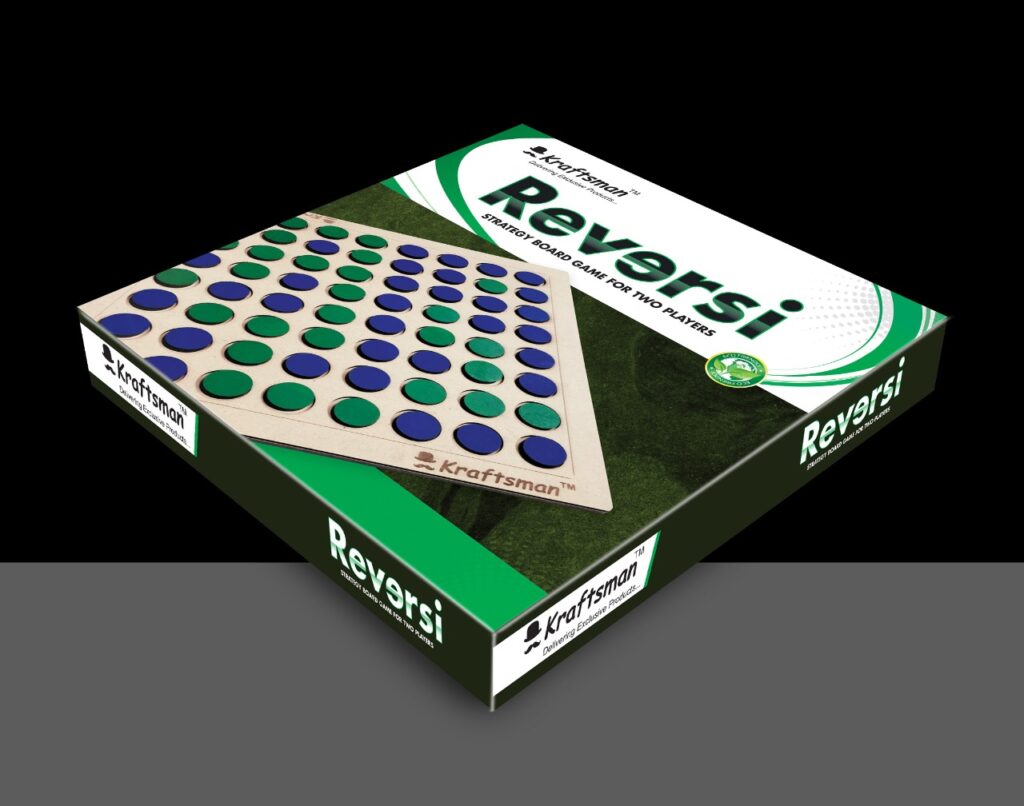 Kraftsman™
Delivering Exclusive Products...
Reversi
STRATEGY BOARD GAME FOR TWO PLAYERS
Kraftsman™
Kraftsman™
Delivering Exclusive Products...
Reversi
STRATEGY BOARD GAME FOR TWO PLAYERS
Kraftsman™
Delivering Exclusive Products...
Reversi
STRATEGY BOARD GAME FOR TWO PLAYERS